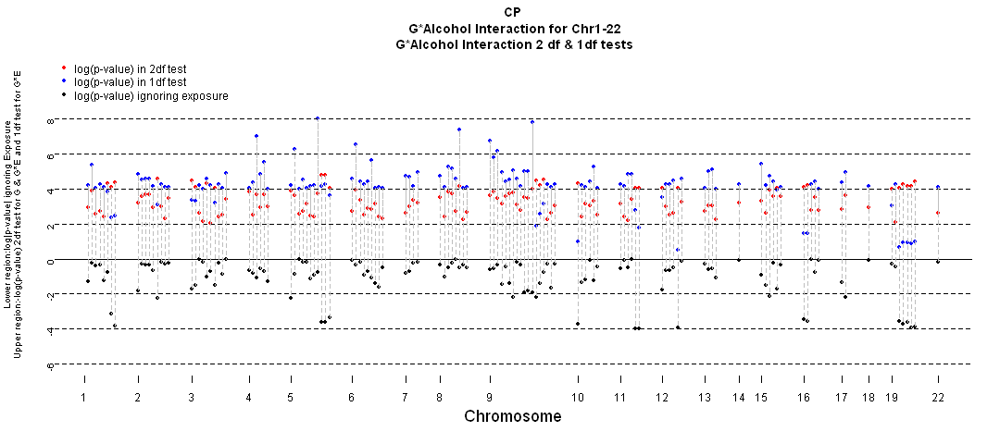 CP
G*Alcohol Interaction for Chr1-22
G*Alcohol Interaction 2 df & 1df tests
log(p-value) in 2df test
log(p-value) in 1df test
log(p-value) ignoring exposure
Lower region:log(p-value) ignoring Exposure
Upper region:-log(p-value) 2df test for G & G*E and 1df test for G*E
8
6
4
2
0
-2
-4
-6
1 2 3 4 5 6 7 8 9 10 11 12 13 14 15 16 17 18 19 22
Chromosome